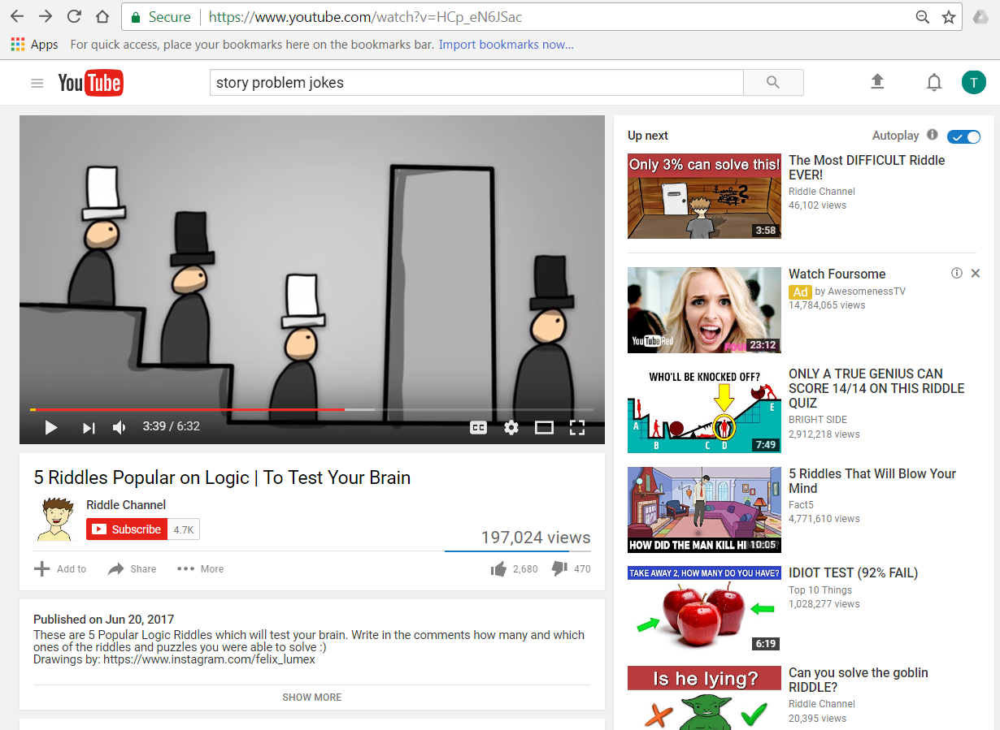 Secure https://www.youtube.com/watch?v=HCp_eN6JSac
Apps For quick access, place your bookmarks here on the bookmarks bar. Import bookmarks now...
YouTube
story problem jokes
T
3:39 / 6:32
CC
5 Riddles Popular on Logic | To Test Your Brain
Riddle Channel
Subscribe 4.7K
197,024 views
Add to Share More 2,680 470
Published on Jun 20, 2017
These are 5 Popular Logic Riddles which will test your brain. Write in the comments how many and which
ones of the riddles and puzzles you were able to solve :)
Drawings by: https://www.instagram.com/felix_lumex
SHOW MORE
Up next Autoplay
Only 3% can solve this!
3:58
The Most DIFFICULT Riddle
EVER!
Riddle Channel
46,102 views
YouTube Red
23:12
Watch Foursome
Ad by AwesomenessTV
14,784,065 views
WHO'LL BE KNOCKED OFF?
A
B
C D
E
7:49
ONLY A TRUE GENIUS CAN
SCORE 14/14 ON THIS RIDDLE
QUIZ
BRIGHT SIDE
2,912,218 views
HOW DID THE MAN KILL HI
10:05
5 Riddles That Will Blow Your
Mind
Fact5
4,771,610 views
TAKE AWAY 2, HOW MANY DO YOU HAVE?
6:19
IDIOT TEST (92% FAIL)
Top 10 Things
1,028,277 views
Is he lying?
Can you solve the goblin
RIDDLE?
Riddle Channel
20,395 views